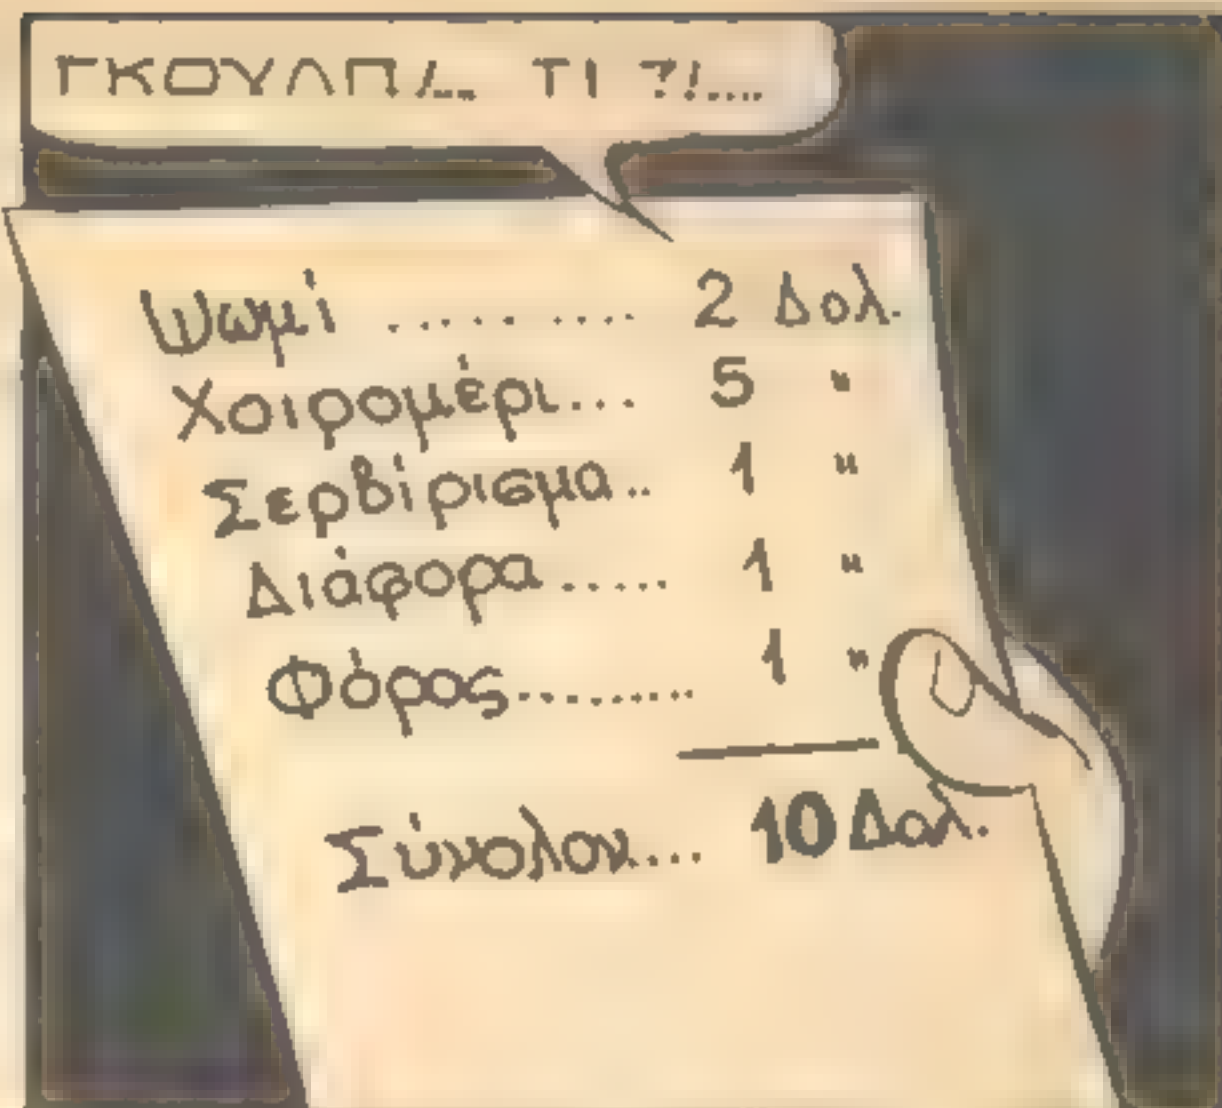 ΓΚΟΥΛΠ!... ΤΙ ?!....
Ψωμί .......... 2 Δολ.
Χοιρομέρι... 5 "
Σερβίρισμα.. 1 "
Διάφορα ..... 1 "
Φόρος......... 1 "
Σύνολον... 10 Δολ.